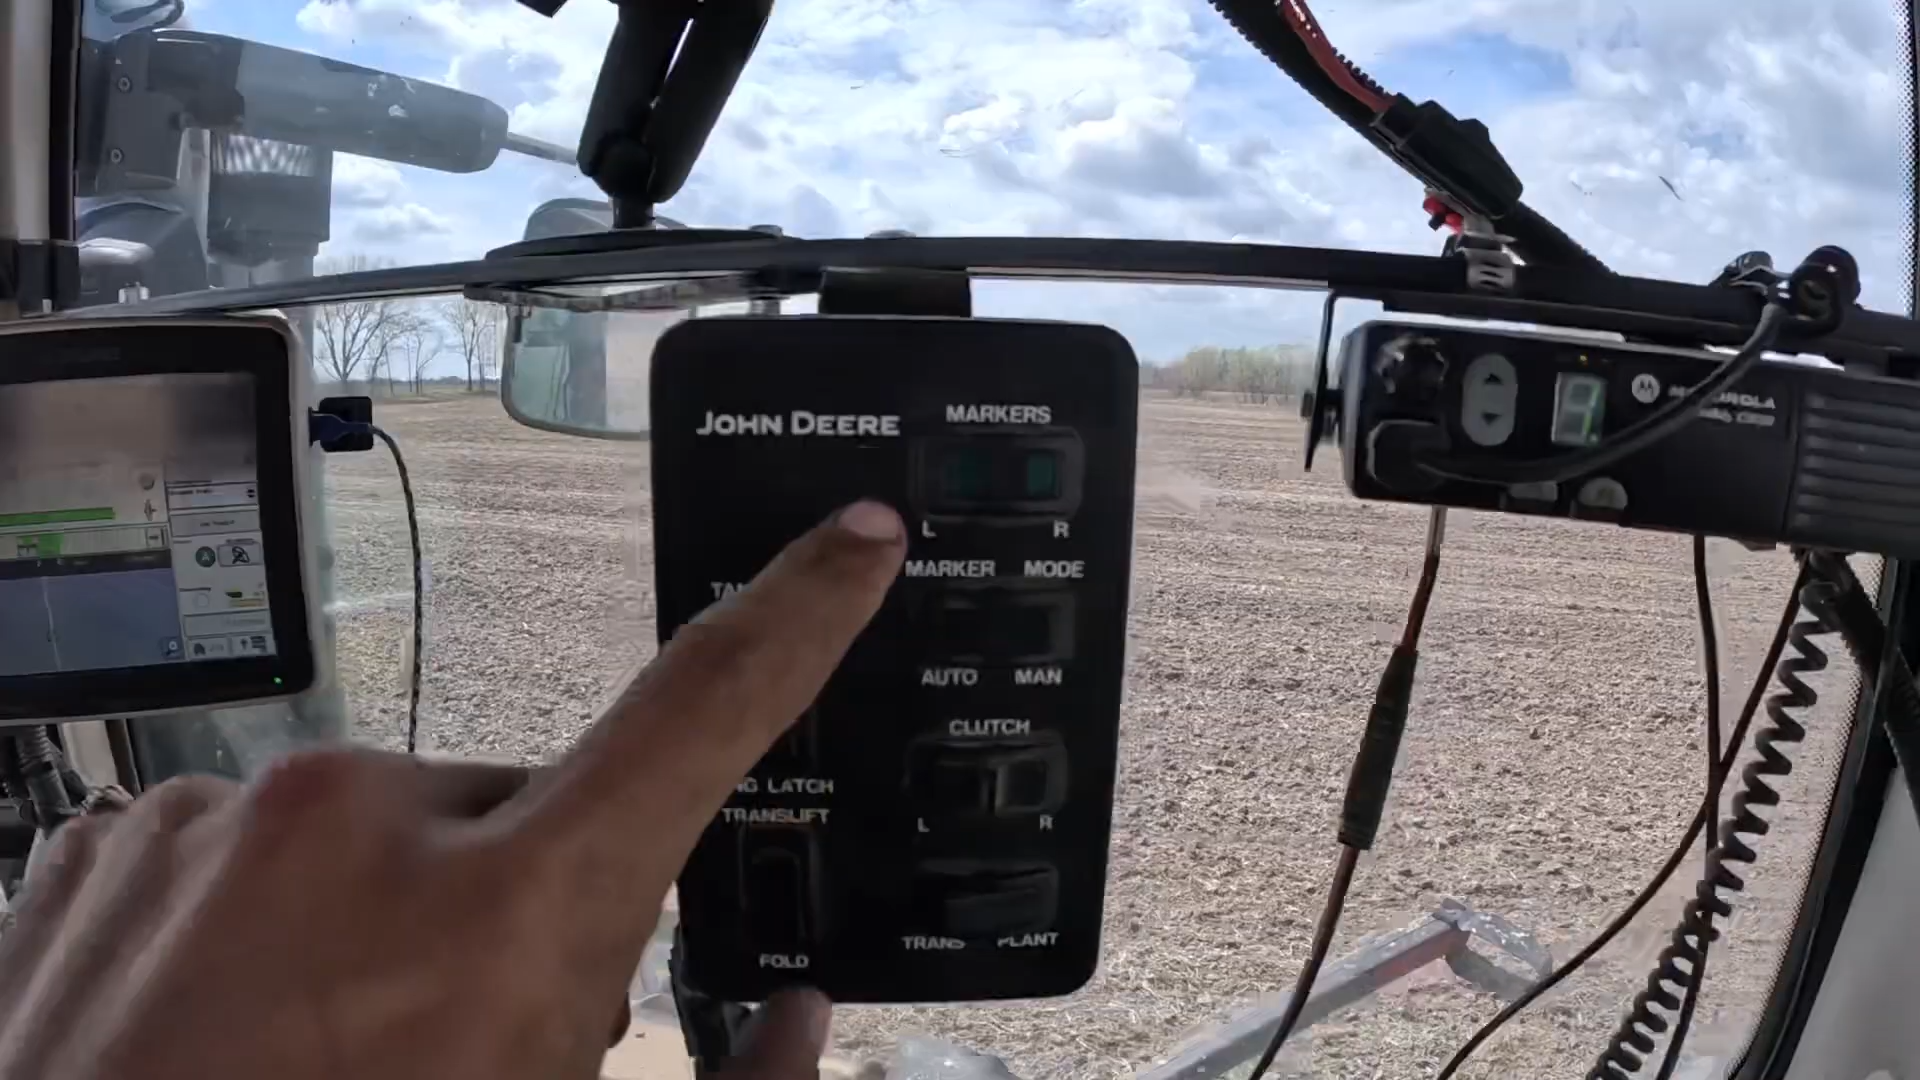 JOHN DEERE
MARKERS
L R
MARKER MODE
AUTO MAN
CLUTCH
LATCH
TRANSLIFT
L R
TRANS PLANT
FOLD